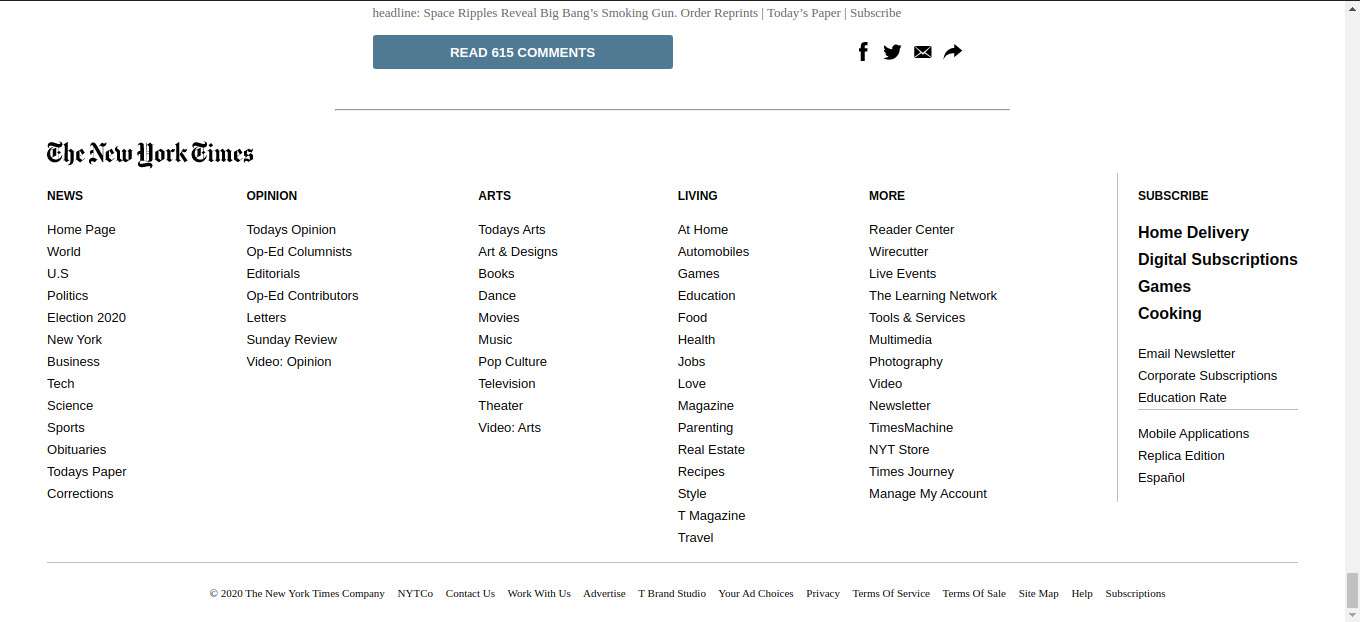 headline: Space Ripples Reveal Big Bang’s Smoking Gun. Order Reprints | Today’s Paper | Subscribe
READ 615 COMMENTS
The New York Times
NEWS
Home Page
World
U.S
Politics
Election 2020
New York
Business
Tech
Science
Sports
Obituaries
Todays Paper
Corrections
OPINION
Todays Opinion
Op-Ed Columnists
Editorials
Op-Ed Contributors
Letters
Sunday Review
Video: Opinion
ARTS
Todays Arts
Art & Designs
Books
Dance
Movies
Music
Pop Culture
Television
Theater
Video: Arts
LIVING
At Home
Automobiles
Games
Education
Food
Health
Jobs
Love
Magazine
Parenting
Real Estate
Recipes
Style
T Magazine
Travel
MORE
Reader Center
Wirecutter
Live Events
The Learning Network
Tools & Services
Multimedia
Photography
Video
Newsletter
TimesMachine
NYT Store
Times Journey
Manage My Account
SUBSCRIBE
Home Delivery
Digital Subscriptions
Games
Cooking
Email Newsletter
Corporate Subscriptions
Education Rate
Mobile Applications
Replica Edition
Español
© 2020 The New York Times Company NYTCo Contact Us Work With Us Advertise T Brand Studio Your Ad Choices Privacy Terms Of Service Terms Of Sale Site Map Help Subscriptions